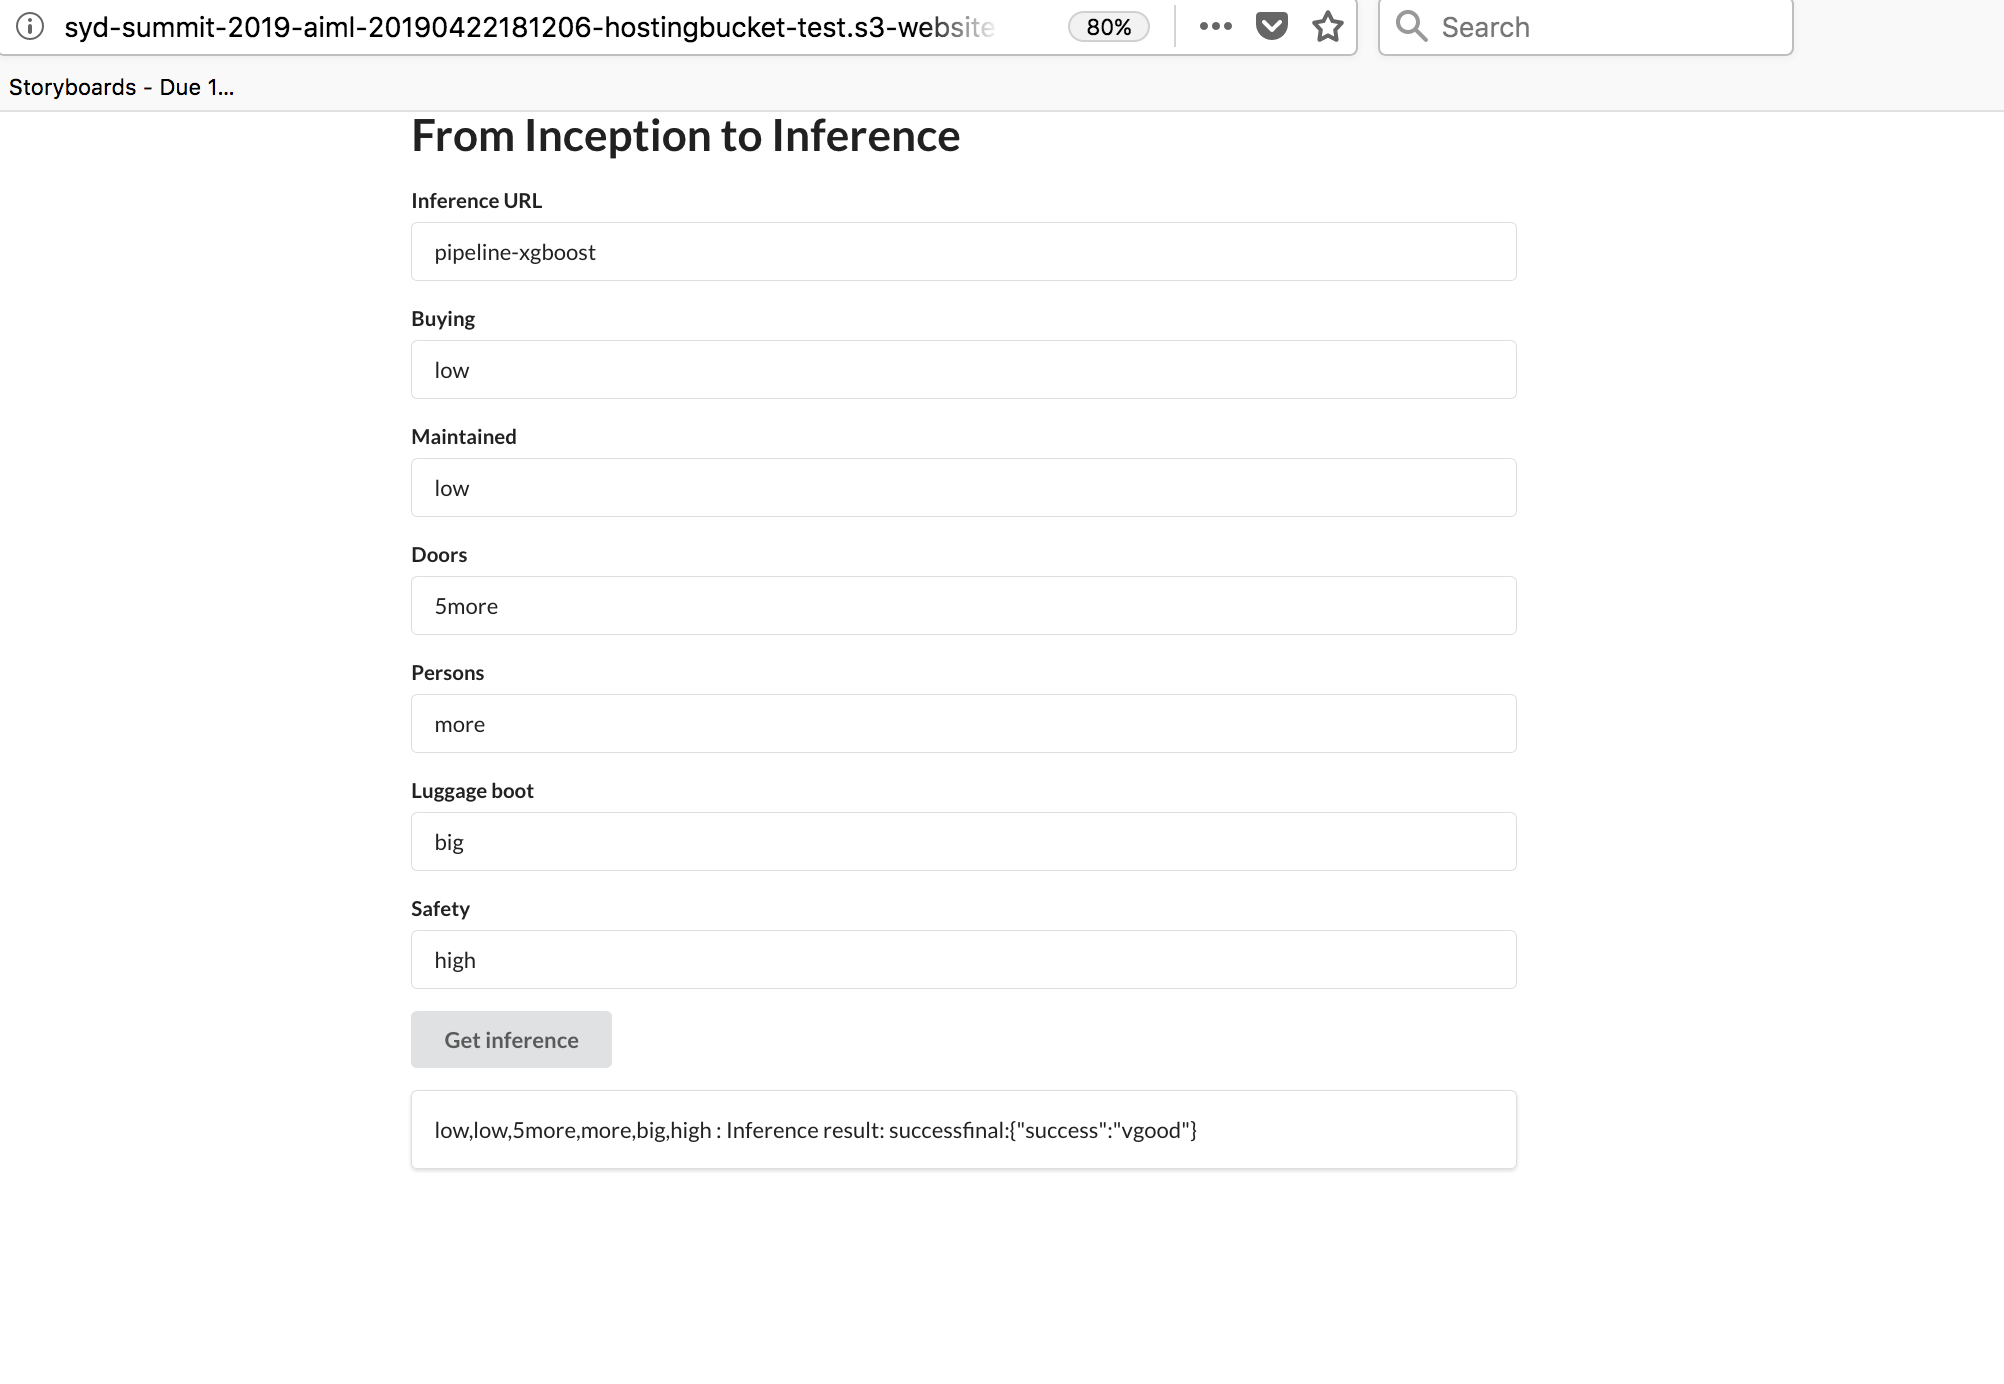 syd-summit-2019-aiml-20190422181206-hostingbucket-test.s3-website
80%
Search
Storyboards - Due 1...
From Inception to Inference
Inference URL
pipeline-xgboost
Buying
low
Maintained
low
Doors
5more
Persons
more
Luggage boot
big
Safety
high
Get inference
low,low,5more,more,big,high : Inference result: successfinal:{"success":"vgood"}